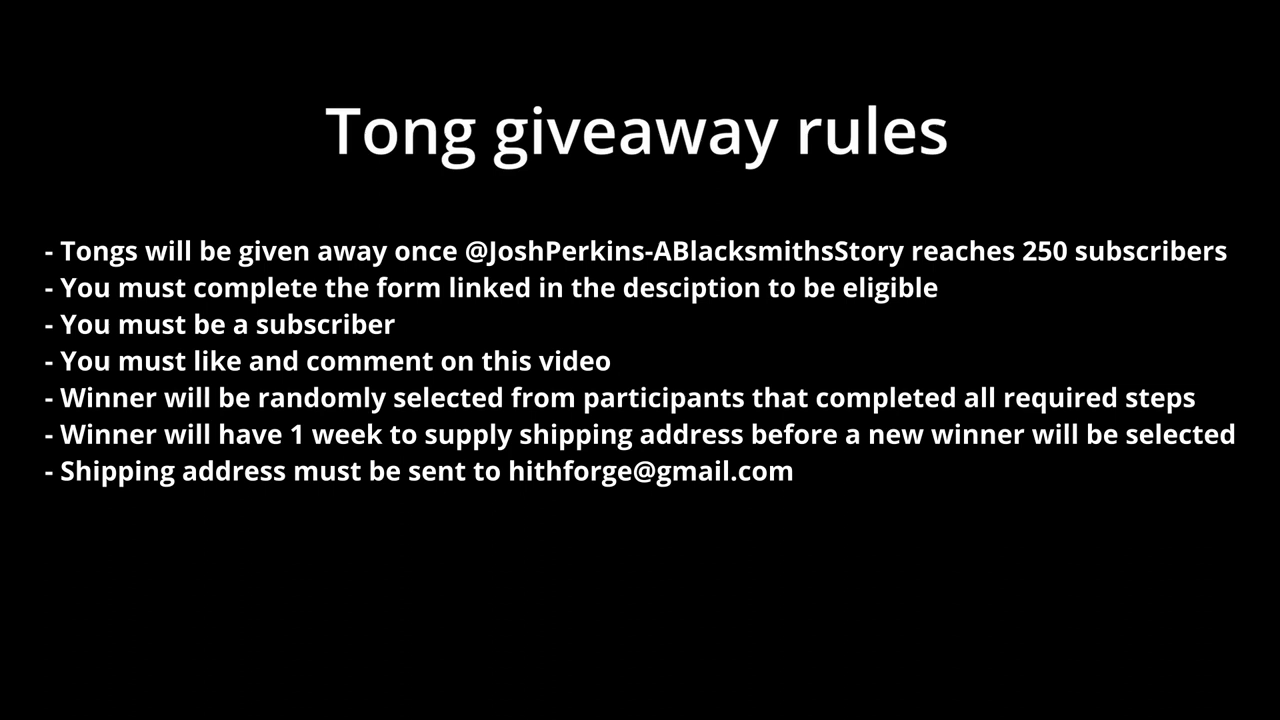 Tong giveaway rules
- Tongs will be given away once @JoshPerkins-ABlacksmithsStory reaches 250 subscribers
- You must complete the form linked in the desciption to be eligible
- You must be a subscriber
- You must like and comment on this video
- Winner will be randomly selected from participants that completed all required steps
- Winner will have 1 week to supply shipping address before a new winner will be selected
- Shipping address must be sent to hithforge@gmail.com